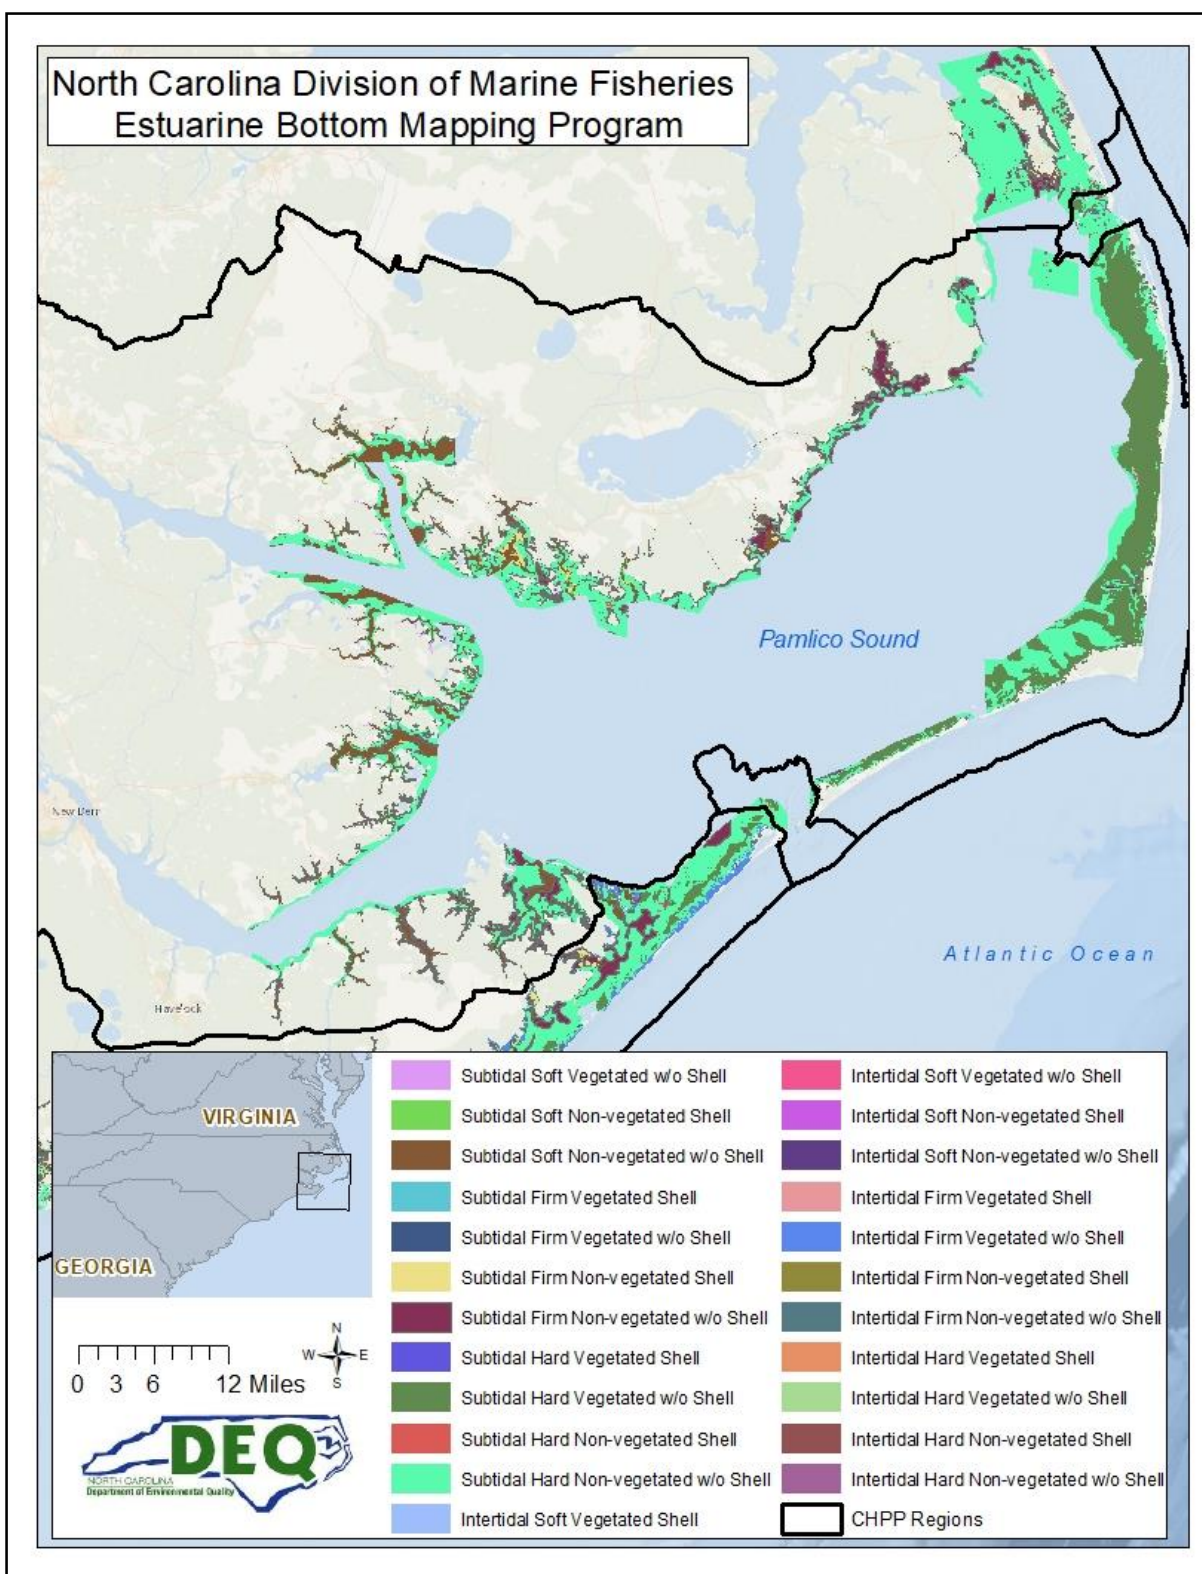 North Carolina Division of Marine Fisheries
Estuarine Bottom Mapping Program
Pamlico Sound
New Bern
Atlantic Ocean
Havelock
VIRGINIA
GEORGIA
N
W E
S
0 3 6 12 Miles
DEQ
NORTH CAROLINA
Department of Environmental Quality
Subtidal Soft Vegetated w/o Shell
Subtidal Soft Non-vegetated Shell
Subtidal Soft Non-vegetated w/o Shell
Subtidal Firm Vegetated Shell
Subtidal Firm Vegetated w/o Shell
Subtidal Firm Non-vegetated Shell
Subtidal Firm Non-vegetated w/o Shell
Subtidal Hard Vegetated Shell
Subtidal Hard Vegetated w/o Shell
Subtidal Hard Non-vegetated Shell
Subtidal Hard Non-vegetated w/o Shell
Intertidal Soft Vegetated Shell
Intertidal Soft Vegetated w/o Shell
Intertidal Soft Non-vegetated Shell
Intertidal Soft Non-vegetated w/o Shell
Intertidal Firm Vegetated Shell
Intertidal Firm Vegetated w/o Shell
Intertidal Firm Non-vegetated Shell
Intertidal Firm Non-vegetated w/o Shell
Intertidal Hard Vegetated Shell
Intertidal Hard Vegetated w/o Shell
Intertidal Hard Non-vegetated Shell
Intertidal Hard Non-vegetated w/o Shell
CHPP Regions